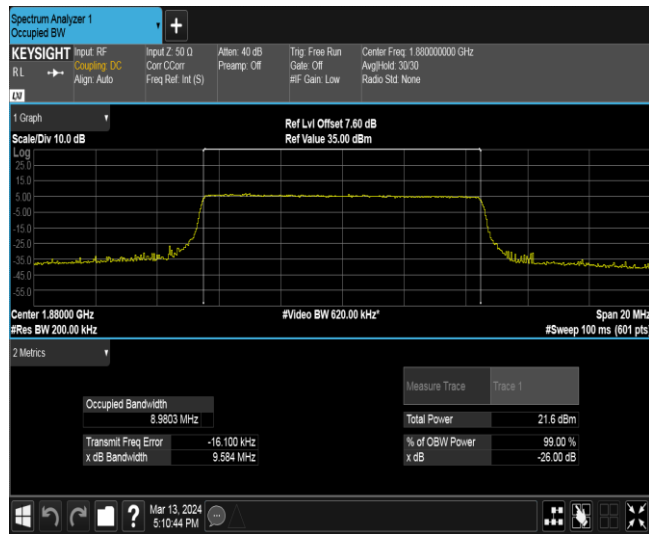 Spectrum Analyzer 1
Occupied BW
+
KEYSIGHT
RL
LXI
Input: RF
Coupling: DC
Align: Auto
Input Z: 50 Ω
Corr CCorr
Freq Ref: Int (S)
Atten: 40 dB
Preamp: Off
Trig: Free Run
Gate: Off
#IF Gain: Low
Center Freq: 1.880000000 GHz
Avg|Hold: 30/30
Radio Std: None
1 Graph
Scale/Div 10.0 dB
Ref Lvl Offset 7.60 dB
Ref Value 35.00 dBm
Log
25.0
15.0
5.00
-5.00
-15.0
-25.0
-35.0
-45.0
-55.0
Center 1.88000 GHz
#Res BW 200.00 kHz
#Video BW 620.00 kHz*
Span 20 MHz
#Sweep 100 ms (601 pts)
2 Metrics
Measure Trace Trace 1
Occupied Bandwidth
8.9803 MHz
Total Power 21.6 dBm
Transmit Freq Error -16.100 kHz
% of OBW Power 99.00 %
x dB Bandwidth 9.584 MHz
x dB -26.00 dB
?
Mar 13, 2024
5:10:44 PM